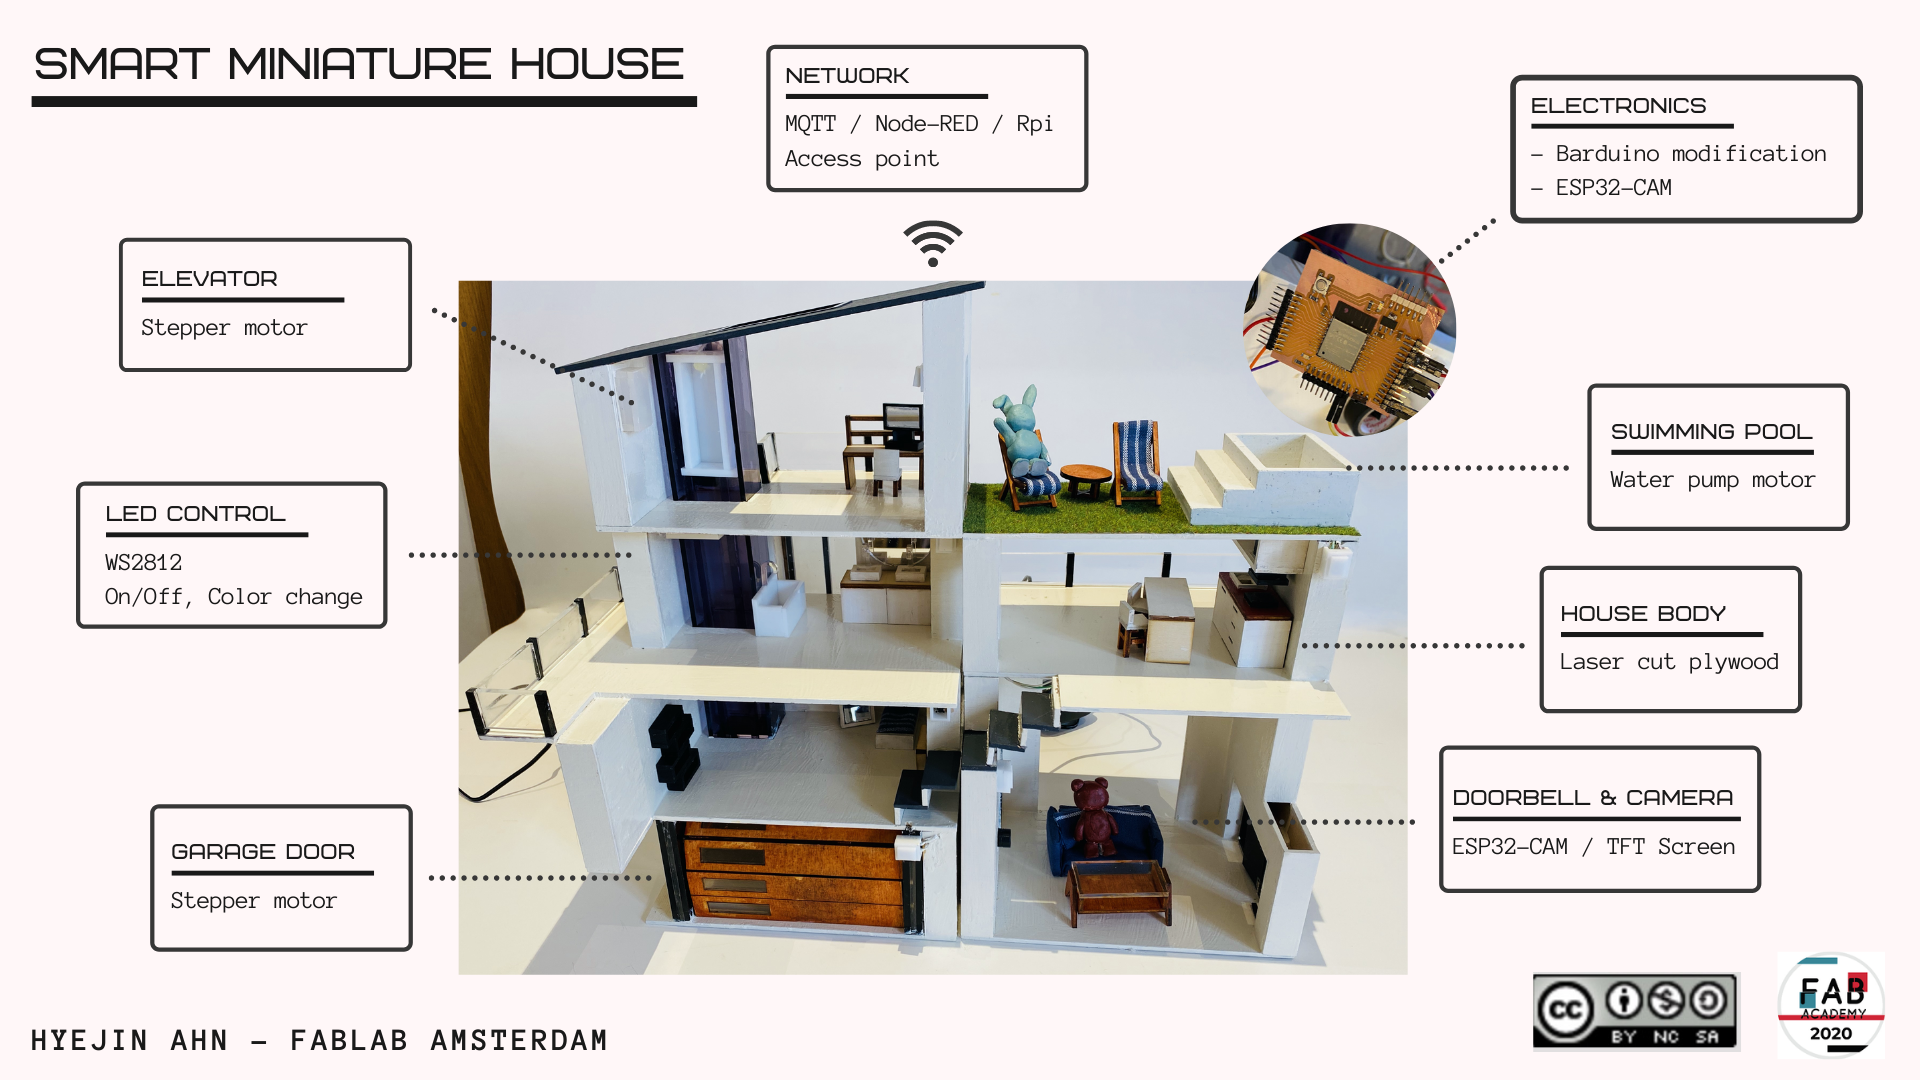 SMART MINIATURE HOUSE
NETWORK
MQTT / Node-RED / Rpi
Access point
ELECTRONICS
- Barduino modification
- ESP32-CAM
ELEVATOR
Stepper motor
SWIMMING POOL
Water pump motor
LED CONTROL
WS2812
On/Off, Color change
HOUSE BODY
Laser cut plywood
DOORBELL & CAMERA
ESP32-CAM / TFT Screen
GARAGE DOOR
Stepper motor
HYEJIN AHN - FABLAB AMSTERDAM
cc
BY NC SA
FAB
ACADEMY
2020